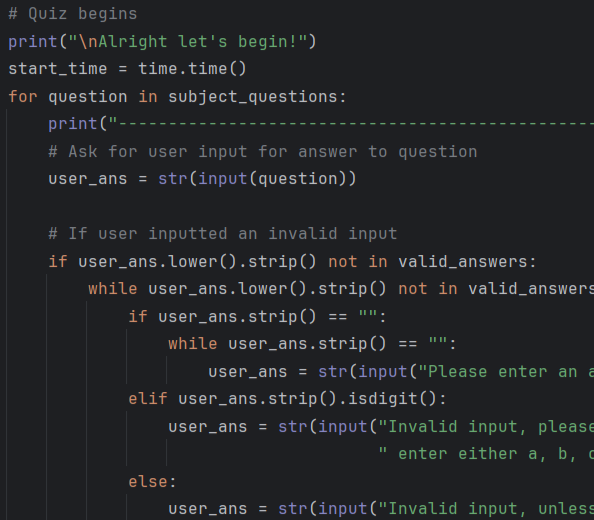 # Quiz begins
print("\nAlright let's begin!")
start_time = time.time()
for question in subject_questions:
    print("------------------------------------------------
    # Ask for user input for answer to question
    user_ans = str(input(question))

    # If user inputted an invalid input
    if user_ans.lower().strip() not in valid_answers:
        while user_ans.lower().strip() not in valid_answers
            if user_ans.strip() == "":
                while user_ans.strip() == "":
                    user_ans = str(input("Please enter an a
            elif user_ans.strip().isdigit():
                user_ans = str(input("Invalid input, please
                                     " enter either a, b, c
            else:
                user_ans = str(input("Invalid input, unless